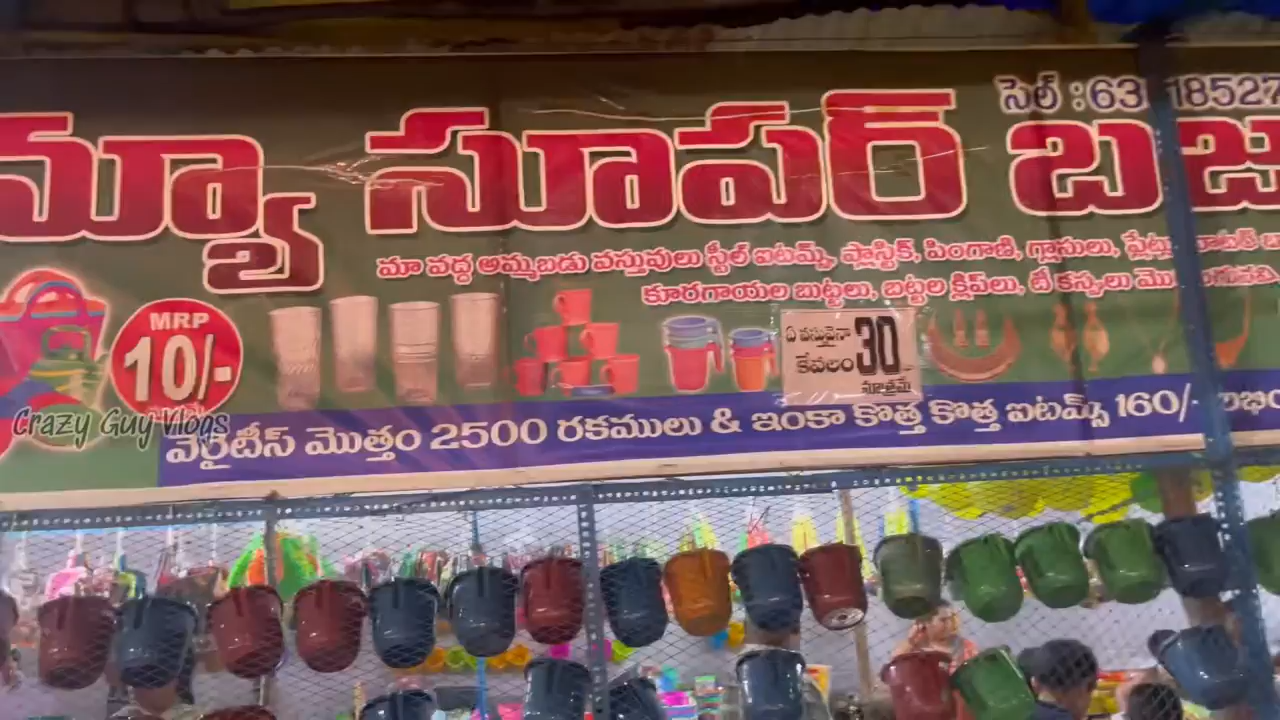 సెల్ : 63 18527
న్యూ సూపర్ బజా
మా వద్ద అమ్మబడు వస్తువులు స్టీల్ ఐటమ్స్, ప్లాస్టిక్, పింగాణి, గ్లాసులు, ప్లేట్లు
కూరగాయల బుట్టలు, బట్టల క్లిప్‌లు, టీ కప్పులు
MRP
10/-
ఏ వస్తువైనా
కేవలం 30
మాత్రమే
వెరైటీస్ మొత్తం 2500 రకములు & ఇంకా కొత్త కొత్త ఐటమ్స్ 160/-
Crazy Guy Vlogs